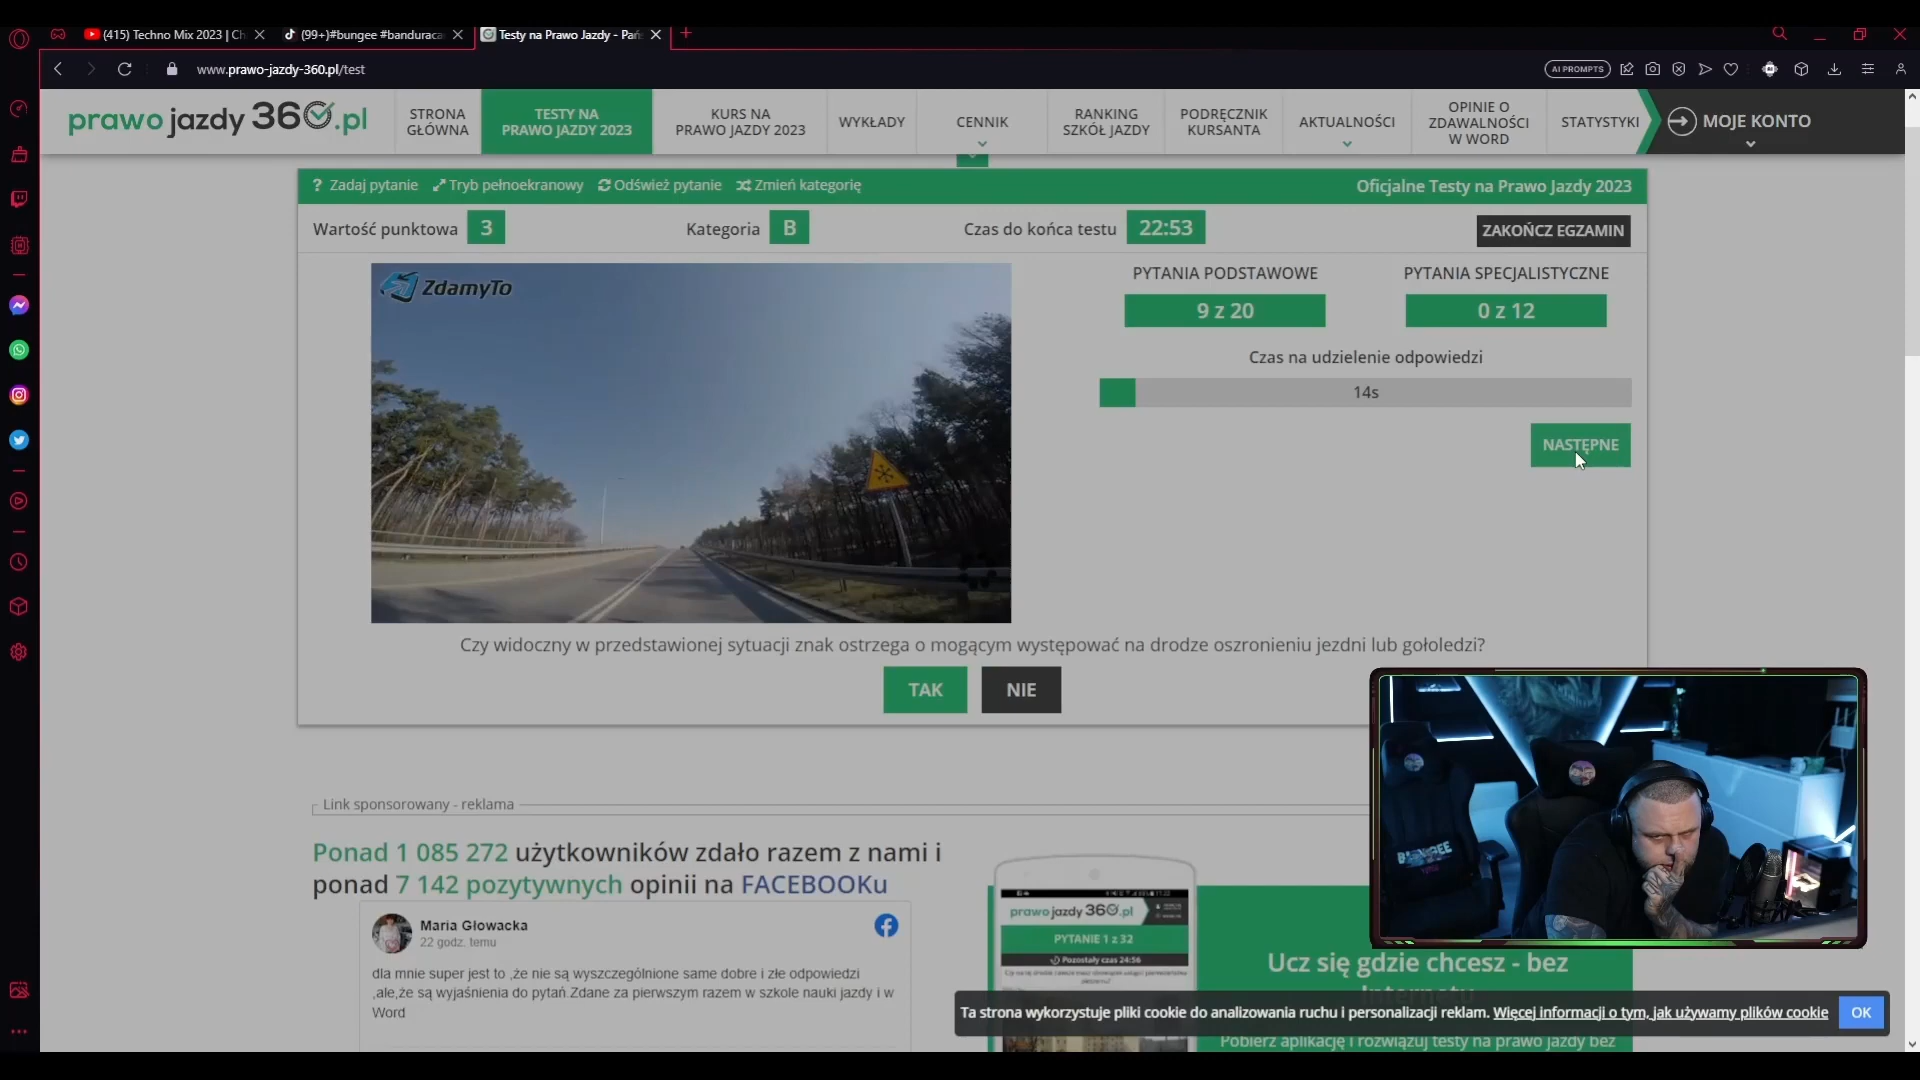 (415) Techno Mix 2023 | Ch
(99+)#bungee #banduraca
Testy na Prawo Jazdy - Pań
www.prawo-jazdy-360.pl/test
AI PROMPTS
prawo jazdy 360.pl
STRONA GŁÓWNA
TESTY NA PRAWO JAZDY 2023
KURS NA PRAWO JAZDY 2023
WYKŁADY
CENNIK
RANKING SZKÓŁ JAZDY
PODRĘCZNIK KURSANTA
AKTUALNOŚCI
OPINIE O ZDAWALNOŚCI W WORD
STATYSTYKI
MOJE KONTO
? Zadaj pytanie
Tryb pełnoekranowy
Odśwież pytanie
Zmień kategorię
Oficjalne Testy na Prawo Jazdy 2023
Wartość punktowa 3
Kategoria B
Czas do końca testu 22:53
ZAKOŃCZ EGZAMIN
ZdamyTo
PYTANIA PODSTAWOWE
9 z 20
PYTANIA SPECJALISTYCZNE
0 z 12
Czas na udzielenie odpowiedzi
14s
NASTĘPNE
Czy widoczny w przedstawionej sytuacji znak ostrzega o mogącym występować na drodze oszronieniu jezdni lub gołoledzi?
TAK
NIE
Link sponsorowany - reklama
Ponad 1 085 272 użytkowników zdało razem z nami i
ponad 7 142 pozytywnych opinii na FACEBOOKu
Maria Głowacka
22 godz. temu
dla mnie super jest to ,że nie są wyszczególnione same dobre i złe odpowiedzi
,ale,że są wyjaśnienia do pytań.Zdane za pierwszym razem w szkole nauki jazdy i w
Word
prawo jazdy 360.pl
PYTANIE 1 z 32
Pozostały czas 24:56
Ucz się gdzie chcesz - bez
Internetu
Ta strona wykorzystuje pliki cookie do analizowania ruchu i personalizacji reklam. Więcej informacji o tym, jak używamy plików cookie
OK
Pobierz aplikację i rozwiązuj testy na prawo jazdy bez